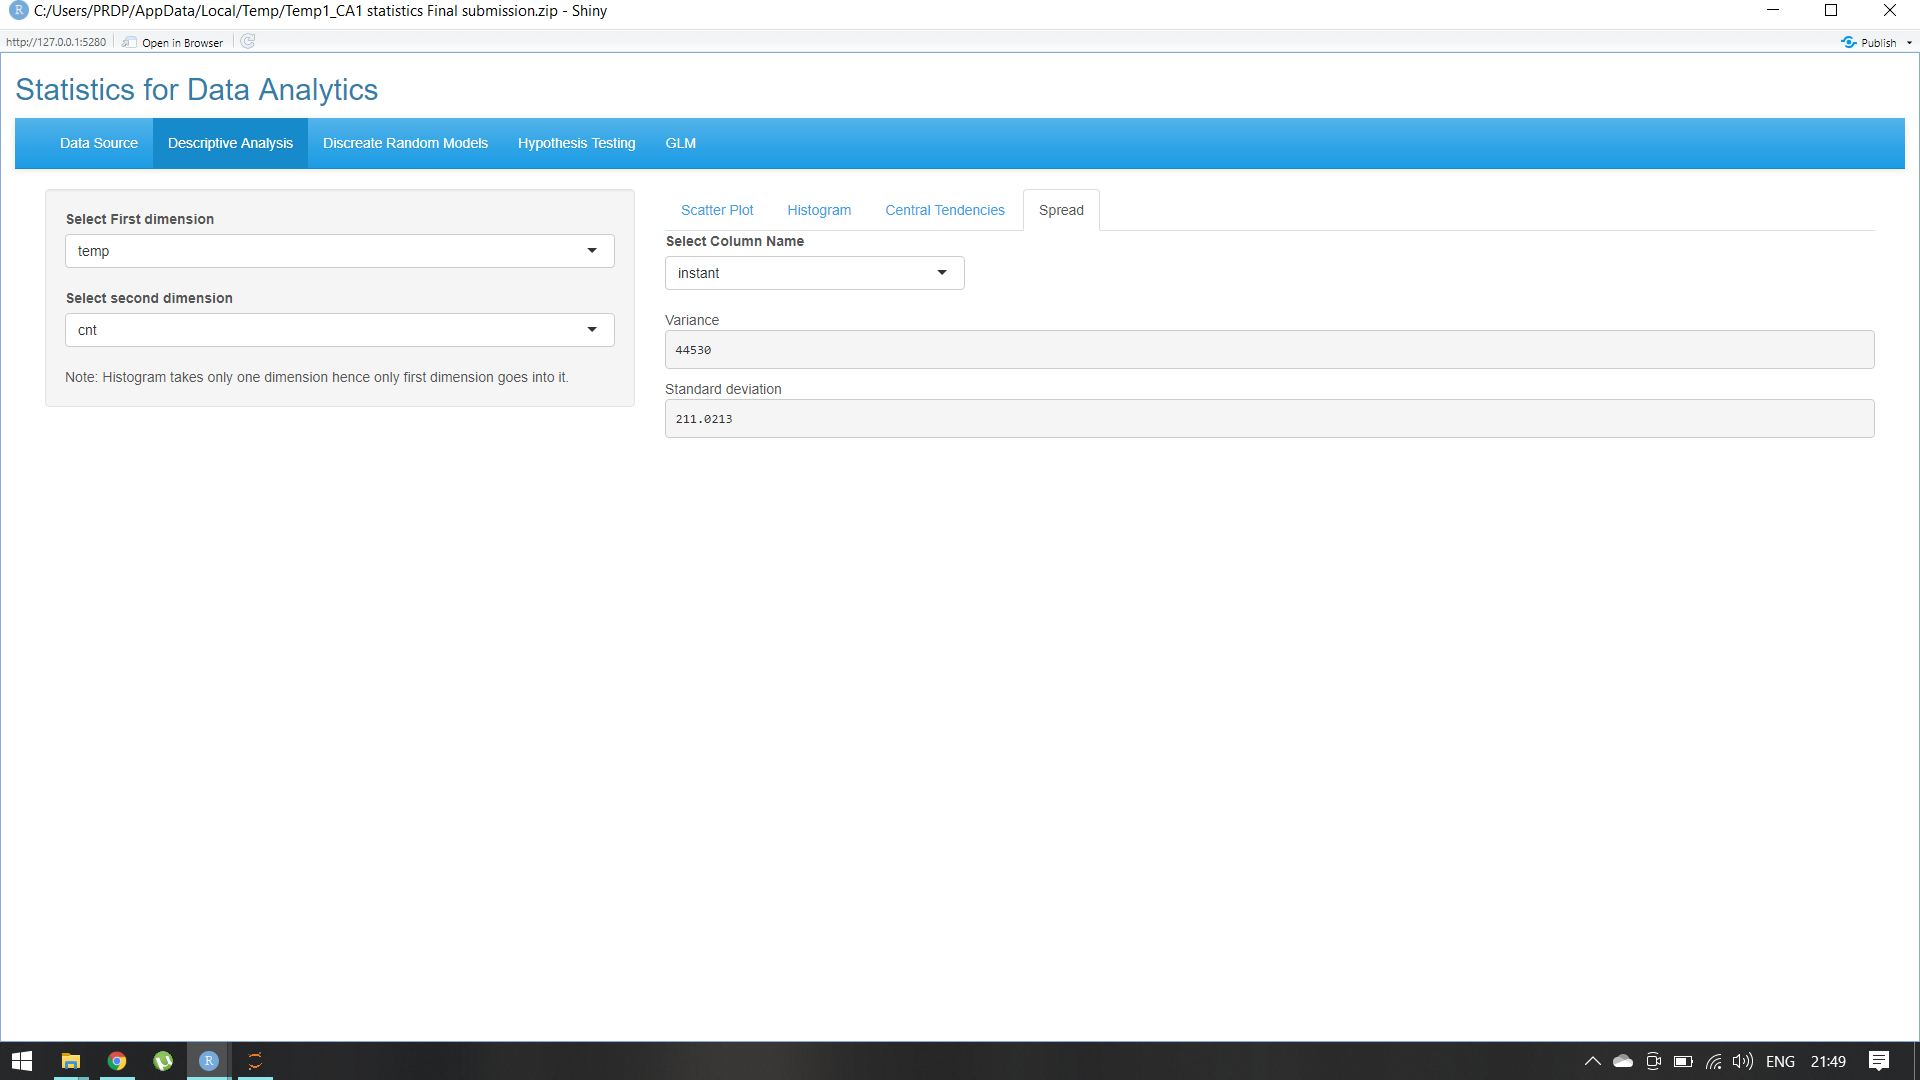 R C:/Users/PRDP/AppData/Local/Temp/Temp1_CA1 statistics Final submission.zip - Shiny
http://127.0.0.1:5280 Open in Browser Publish
Statistics for Data Analytics
Data Source Descriptive Analysis Discreate Random Models Hypothesis Testing GLM
Select First dimension
temp
Select second dimension
cnt
Note: Histogram takes only one dimension hence only first dimension goes into it.
Scatter Plot Histogram Central Tendencies Spread
Select Column Name
instant
Variance
44530
Standard deviation
211.0213
R ENG 21:49